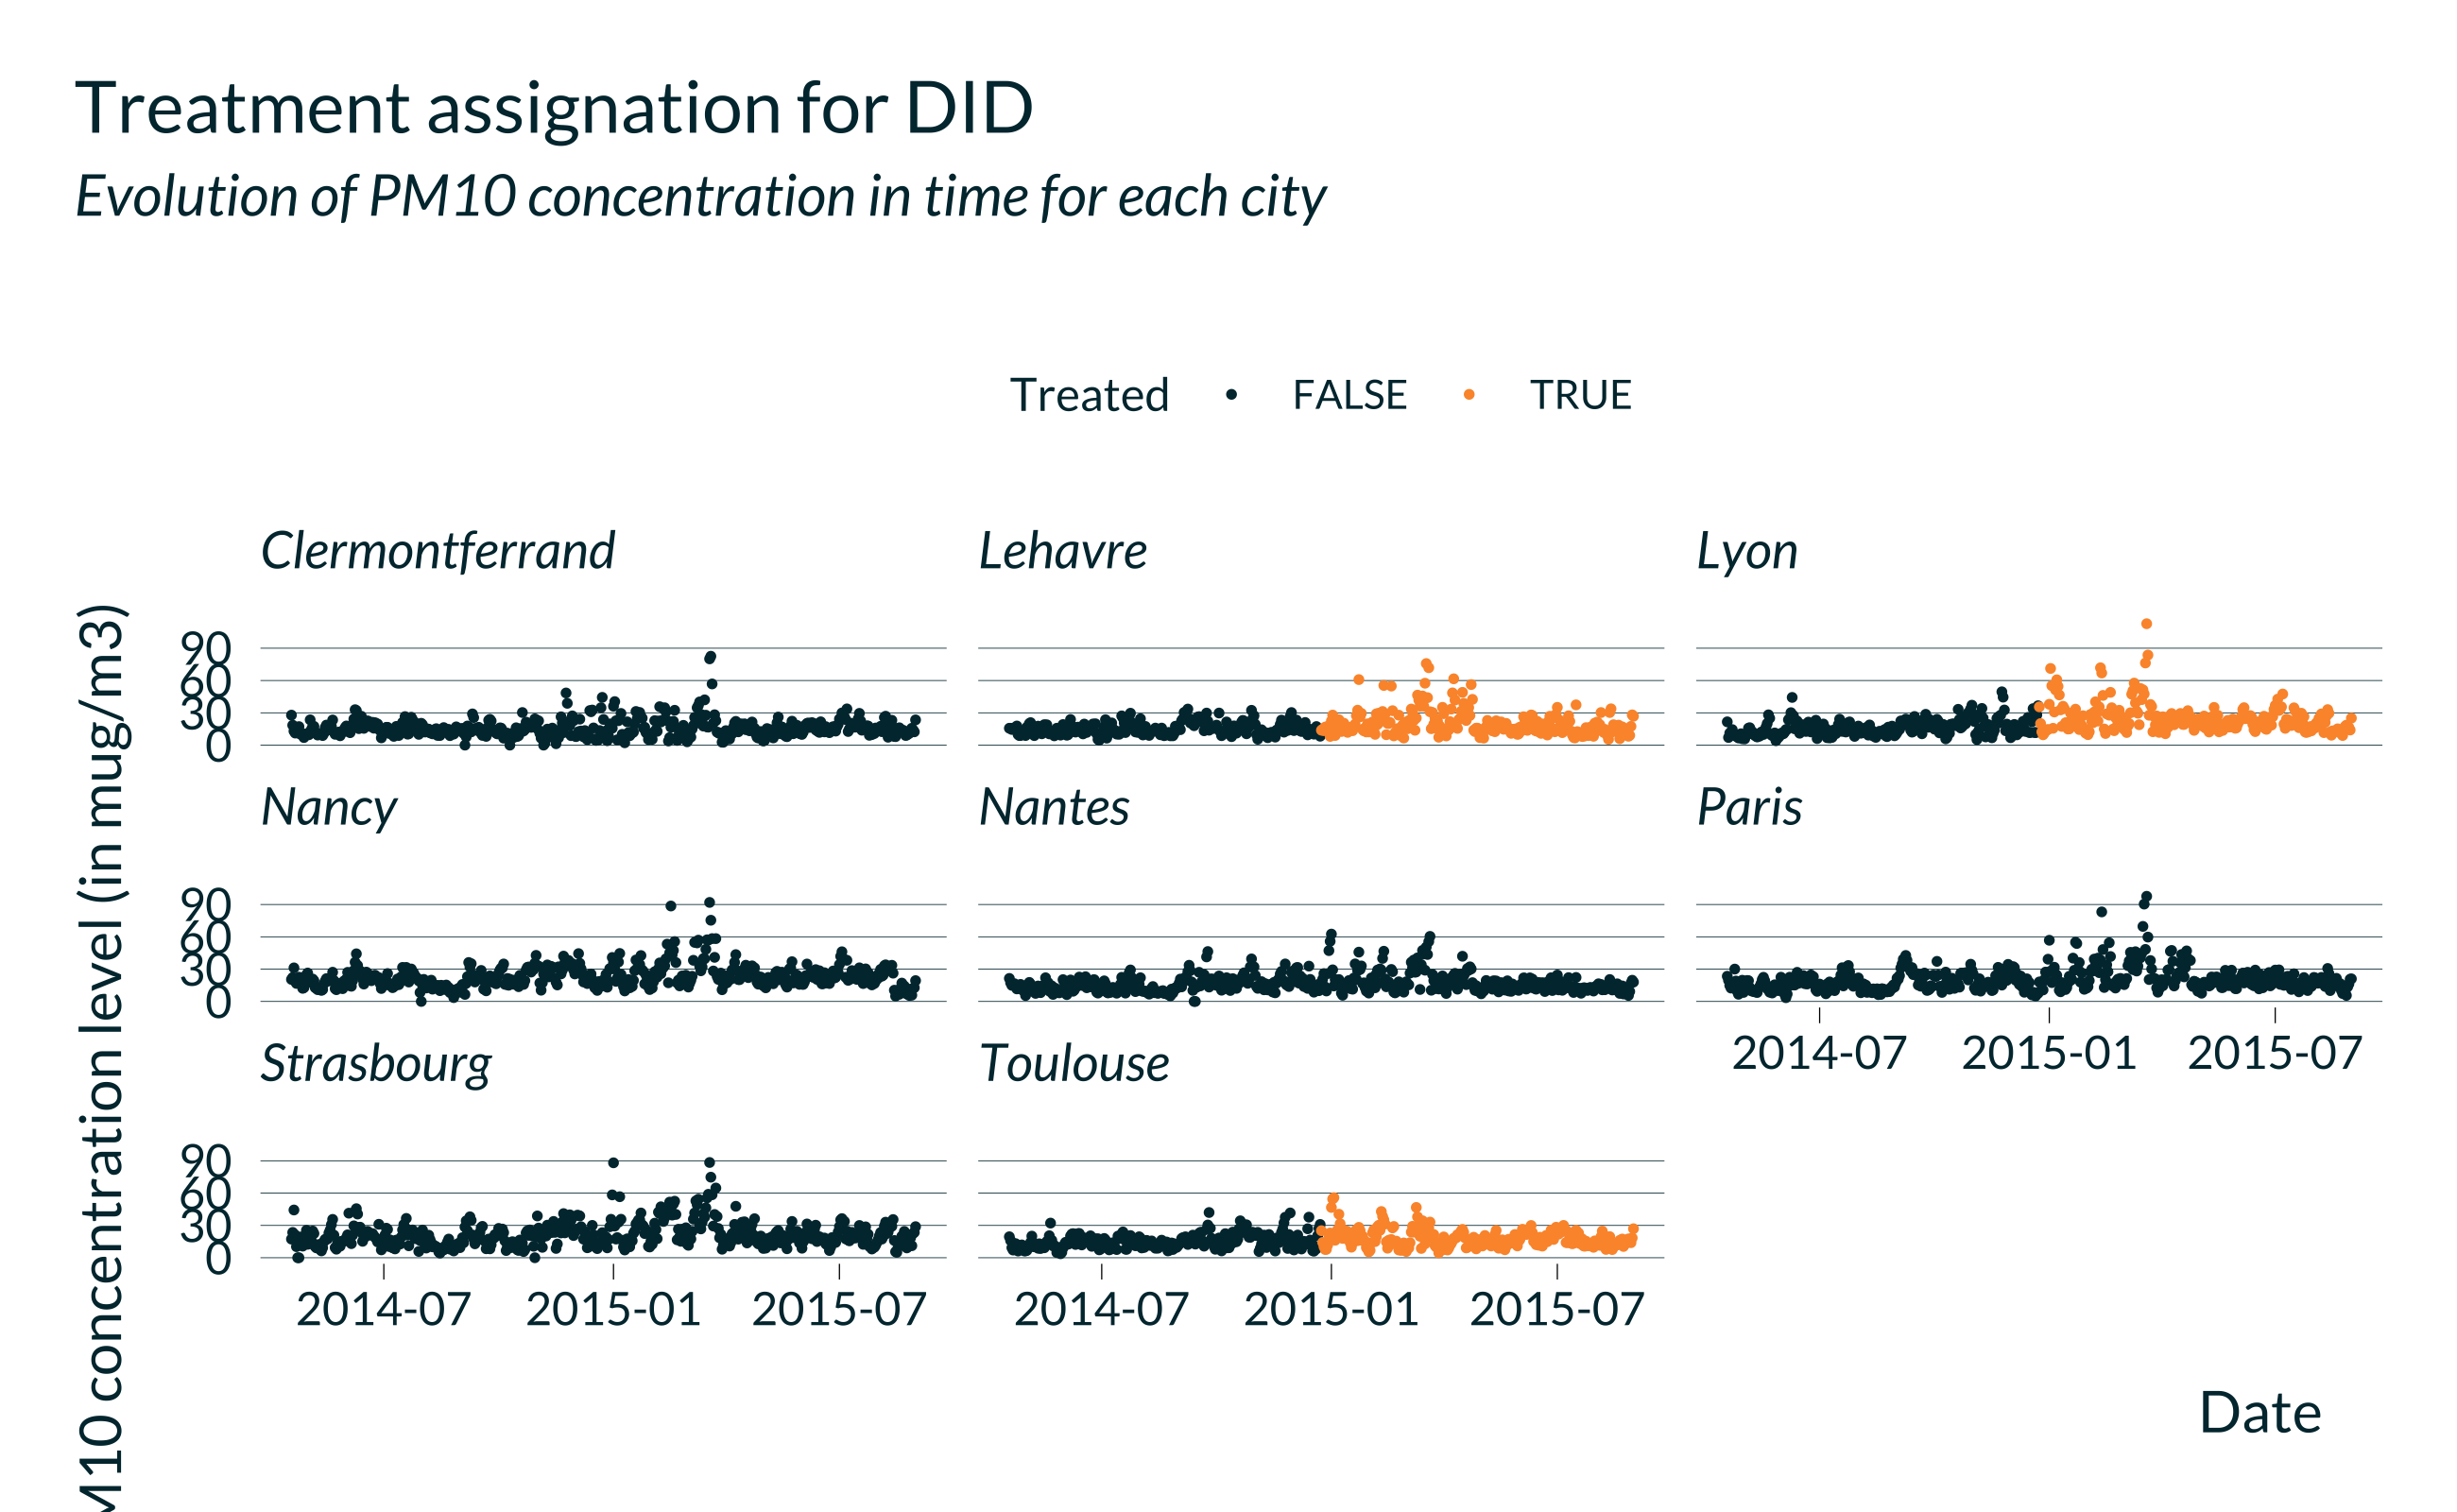 Treatment assignation for DID
Evolution of PM10 concentration in time for each city
Treated FALSE TRUE
Clermontferrand Lehavre Lyon
90
60
30
0
Nancy Nantes Paris
90
60
30
0
2014-07 2015-01 2015-07
Strasbourg Toulouse
90
60
30
0
2014-07 2015-01 2015-07 2014-07 2015-01 2015-07
Date
M10 concentration level (in mug/m3)